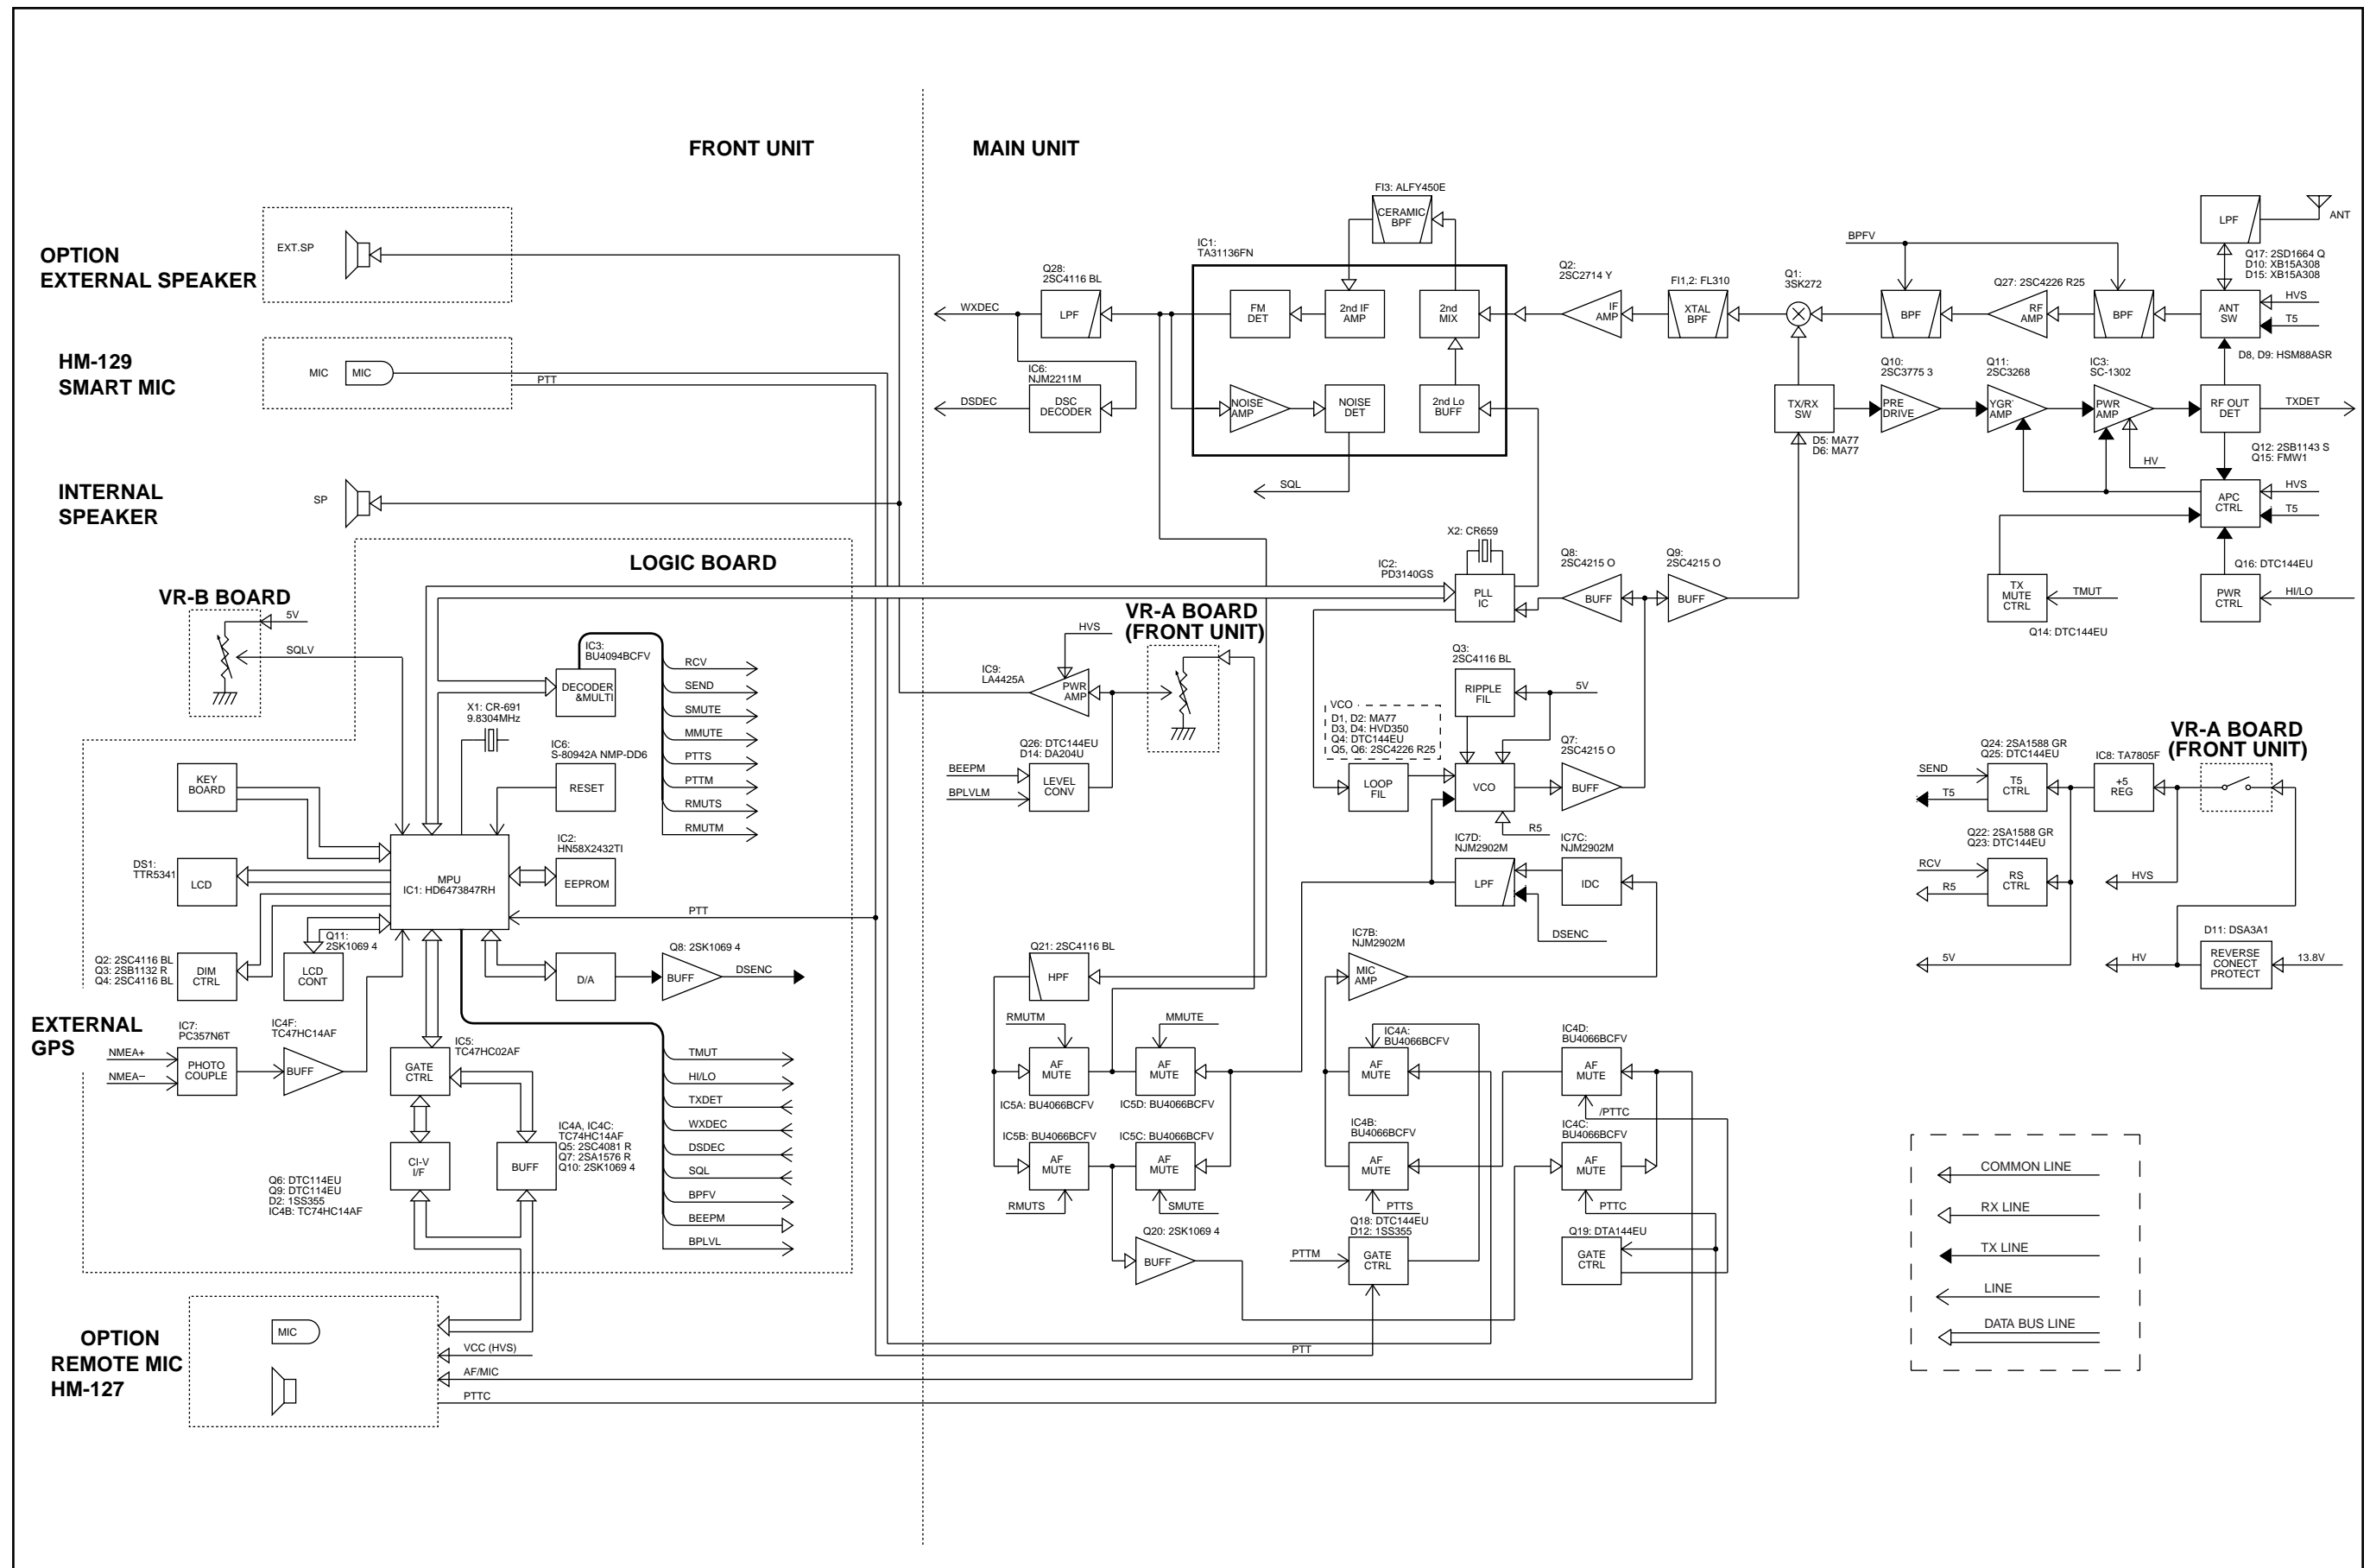 FRONT UNIT
MAIN UNIT
OPTION
EXTERNAL SPEAKER
EXT.SP
HM-129
SMART MIC
MIC
MIC
PTT
INTERNAL
SPEAKER
SP
LOGIC BOARD
VR-B BOARD
5V
SQLV
IC3:
BU4094BCFV
DECODER
&MULTI
RCV
SEND
SMUTE
MMUTE
PTTS
PTTM
RMUTS
RMUTM
X1: CR-691
9.8304MHz
IC6:
S-80942A NMP-DD6
RESET
KEY
BOARD
IC2:
HN58X2432TI
EEPROM
MPU
IC1: HD6473847RH
DS1:
TTR5341
LCD
PTT
Q11:
2SK1069 4
LCD
CONT
Q2: 2SC4116 BL
Q3: 2SB1132 R
Q4: 2SC4116 BL
DIM
CTRL
D/A
Q8: 2SK1069 4
BUFF
DSENC
EXTERNAL
GPS
NMEA+
NMEA−
IC7:
PC357N6T
PHOTO
COUPLE
IC4F:
TC47HC14AF
BUFF
IC5:
TC47HC02AF
GATE
CTRL
CI-V
I/F
Q6: DTC114EU
Q9: DTC114EU
D2: 1SS355
IC4B: TC74HC14AF
BUFF
IC4A, IC4C:
TC74HC14AF
Q5: 2SC4081 R
Q7: 2SA1576 R
Q10: 2SK1069 4
TMUT
HI/LO
TXDET
WXDEC
DSDEC
SQL
BPFV
BEEPM
BPLVL
OPTION
REMOTE MIC
HM-127
MIC
VCC (HVS)
AF/MIC
PTTC
WXDEC
Q28:
2SC4116 BL
LPF
DSDEC
IC6:
NJM2211M
DSC
DECODER
IC1:
TA31136FN
FI3: ALFY450E
CERAMIC
BPF
FM
DET
2nd IF
AMP
2nd
MIX
NOISE
AMP
NOISE
DET
2nd Lo
BUFF
SQL
Q2:
2SC2714 Y
IF
AMP
FI1,2: FL310
XTAL
BPF
Q1:
3SK272
BPFV
BPF
Q27: 2SC4226 R25
RF
AMP
BPF
LPF
ANT
Q17: 2SD1664 Q
D10: XB15A308
D15: XB15A308
ANT
SW
HVS
T5
D8, D9: HSM88ASR
TX/RX
SW
D5: MA77
D6: MA77
Q10:
2SC3775 3
PRE
DRIVE
Q11:
2SC3268
YGR'
AMP
IC3:
SC-1302
PWR
AMP
HV
RF OUT
DET
TXDET
Q12: 2SB1143 S
Q15: FMW1
APC
CTRL
HVS
T5
TX
MUTE
CTRL
TMUT
Q14: DTC144EU
Q16: DTC144EU
PWR
CTRL
HI/LO
X2: CR659
IC2:
PD3140GS
PLL
IC
Q8:
2SC4215 O
BUFF
Q9:
2SC4215 O
BUFF
VR-A BOARD
(FRONT UNIT)
HVS
IC9:
LA4425A
PWR
AMP
Q26: DTC144EU
D14: DA204U
BEEPM
BPLVLM
LEVEL
CONV
Q3:
2SC4116 BL
RIPPLE
FIL
5V
VCO
D1, D2: MA77
D3, D4: HVD350
Q4: DTC144EU
Q5, Q6: 2SC4226 R25
LOOP
FIL
VCO
Q7:
2SC4215 O
BUFF
R5
IC7D:
NJM2902M
LPF
IC7C:
NJM2902M
IDC
DSENC
IC7B:
NJM2902M
MIC
AMP
Q21: 2SC4116 BL
HPF
RMUTM
AF
MUTE
IC5A: BU4066BCFV
MMUTE
AF
MUTE
IC5D: BU4066BCFV
IC5B: BU4066BCFV
AF
MUTE
RMUTS
IC5C: BU4066BCFV
AF
MUTE
SMUTE
Q20: 2SK1069 4
BUFF
IC4A:
BU4066BCFV
AF
MUTE
IC4B:
BU4066BCFV
AF
MUTE
PTTS
Q18: DTC144EU
D12: 1SS355
PTTM
GATE
CTRL
PTT
IC4D:
BU4066BCFV
AF
MUTE
/PTTC
IC4C:
BU4066BCFV
AF
MUTE
PTTC
Q19: DTA144EU
GATE
CTRL
VR-A BOARD
(FRONT UNIT)
Q24: 2SA1588 GR
Q25: DTC144EU
SEND
T5
T5
CTRL
IC8: TA7805F
+5
REG
Q22: 2SA1588 GR
Q23: DTC144EU
RCV
R5
RS
CTRL
HVS
5V
HV
D11: DSA3A1
REVERSE
CONECT
PROTECT
13.8V
COMMON LINE
RX LINE
TX LINE
LINE
DATA BUS LINE